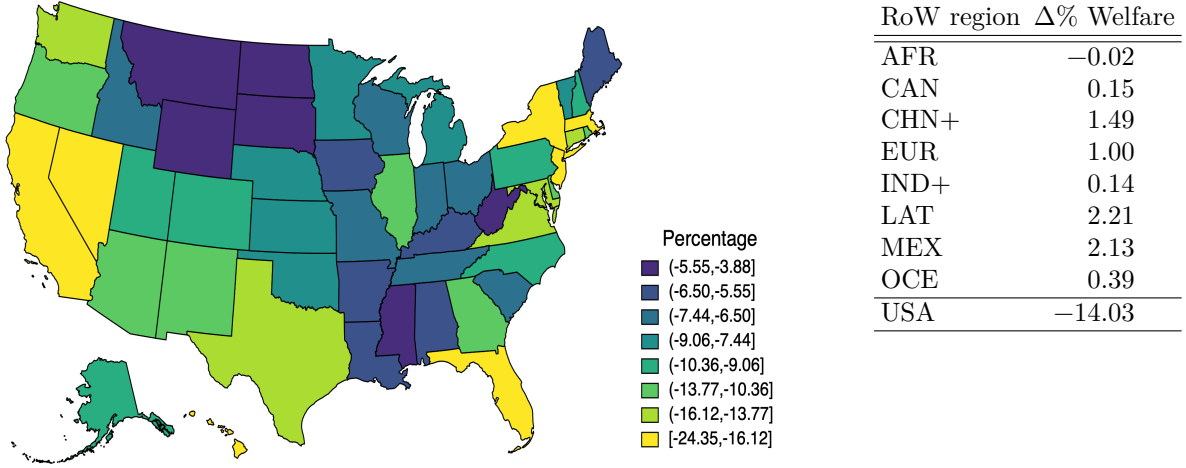 Percentage
(-5.55,-3.88]
(-6.50,-5.55]
(-7.44,-6.50]
(-9.06,-7.44]
(-10.36,-9.06]
(-13.77,-10.36]
(-16.12,-13.77]
[-24.35,-16.12]
RoW region Δ% Welfare
AFR −0.02
CAN 0.15
CHN+ 1.49
EUR 1.00
IND+ 0.14
LAT 2.21
MEX 2.13
OCE 0.39
USA −14.03